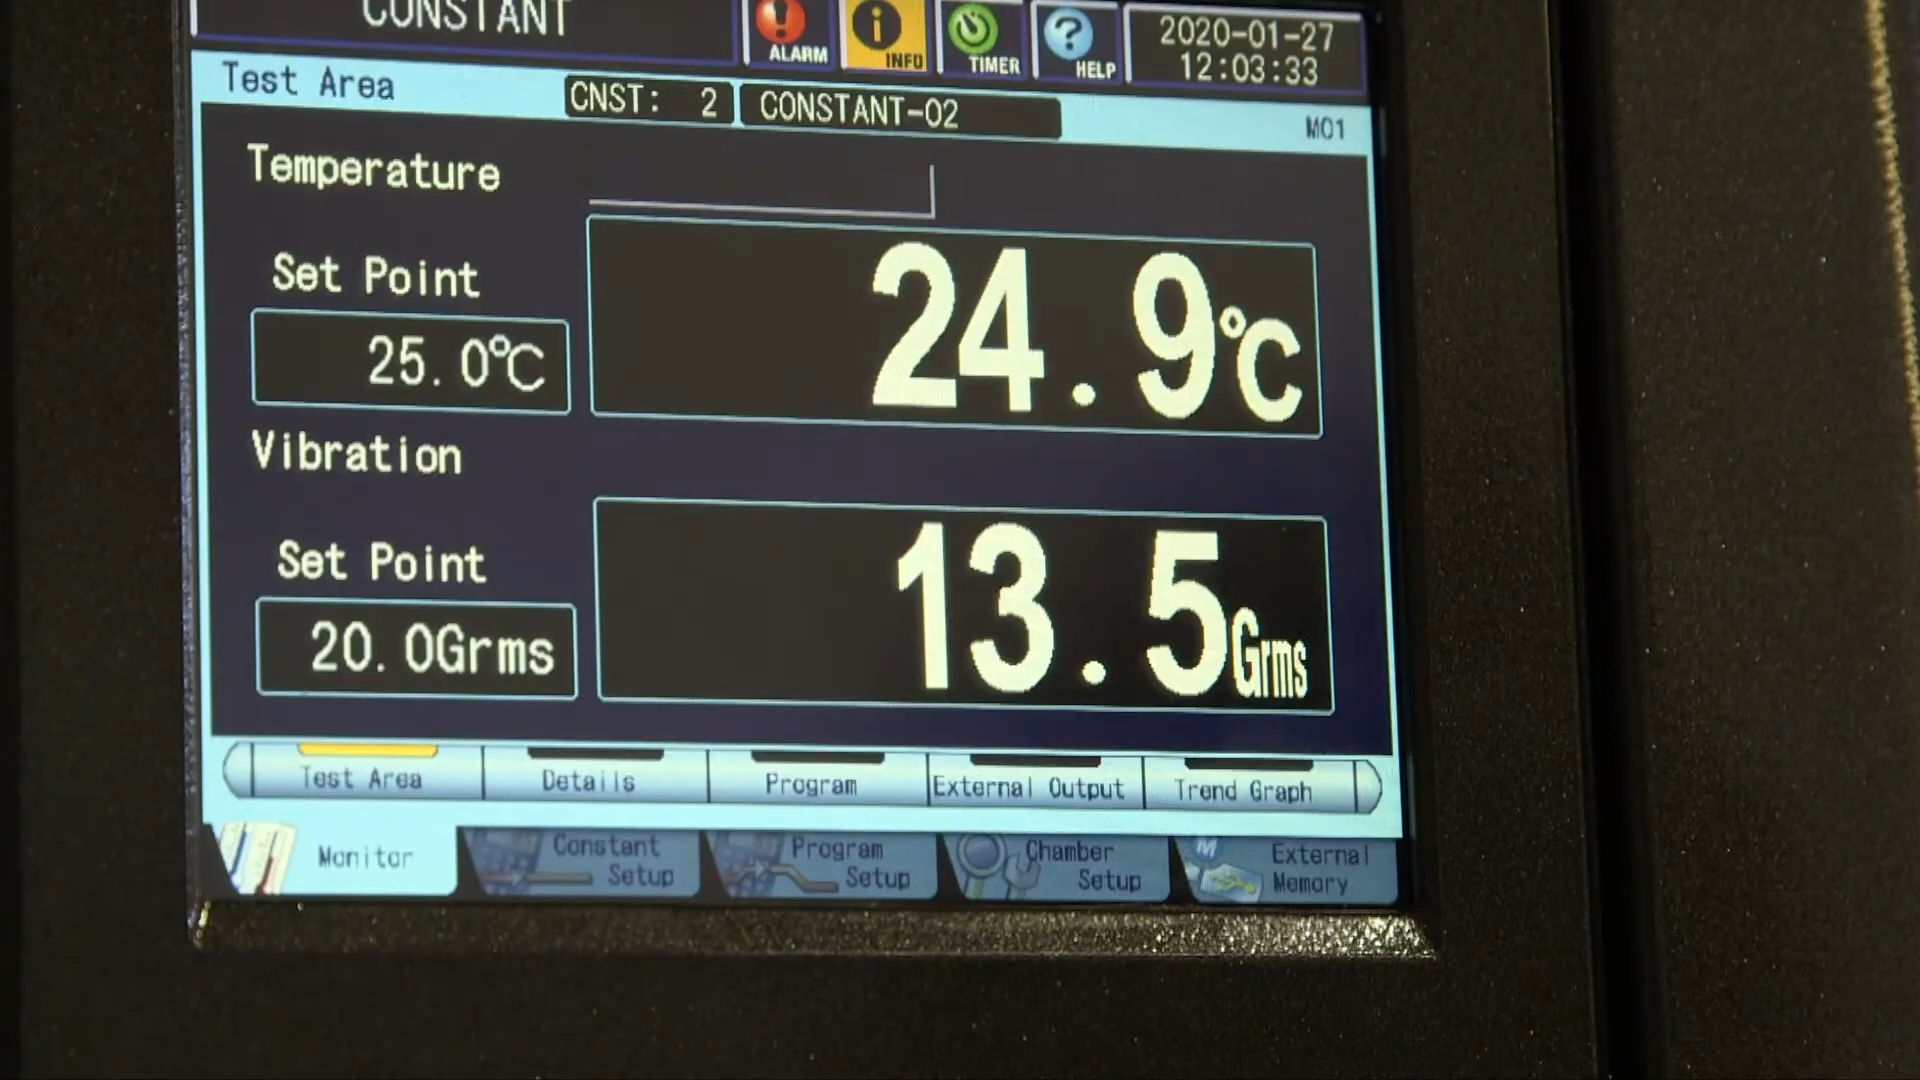 CONSTANT
ALARM
INFO
TIMER
HELP
2020-01-27
12:03:33
Test Area
CNST: 2
CONSTANT-02
M01
Temperature
Set Point
25.0℃
24.9℃
Vibration
Set Point
20.0Grms
13.5Grms
Test Area
Details
Program
External Output
Trend Graph
Monitor
Constant
Setup
Program
Setup
Chamber
Setup
M
External
Memory